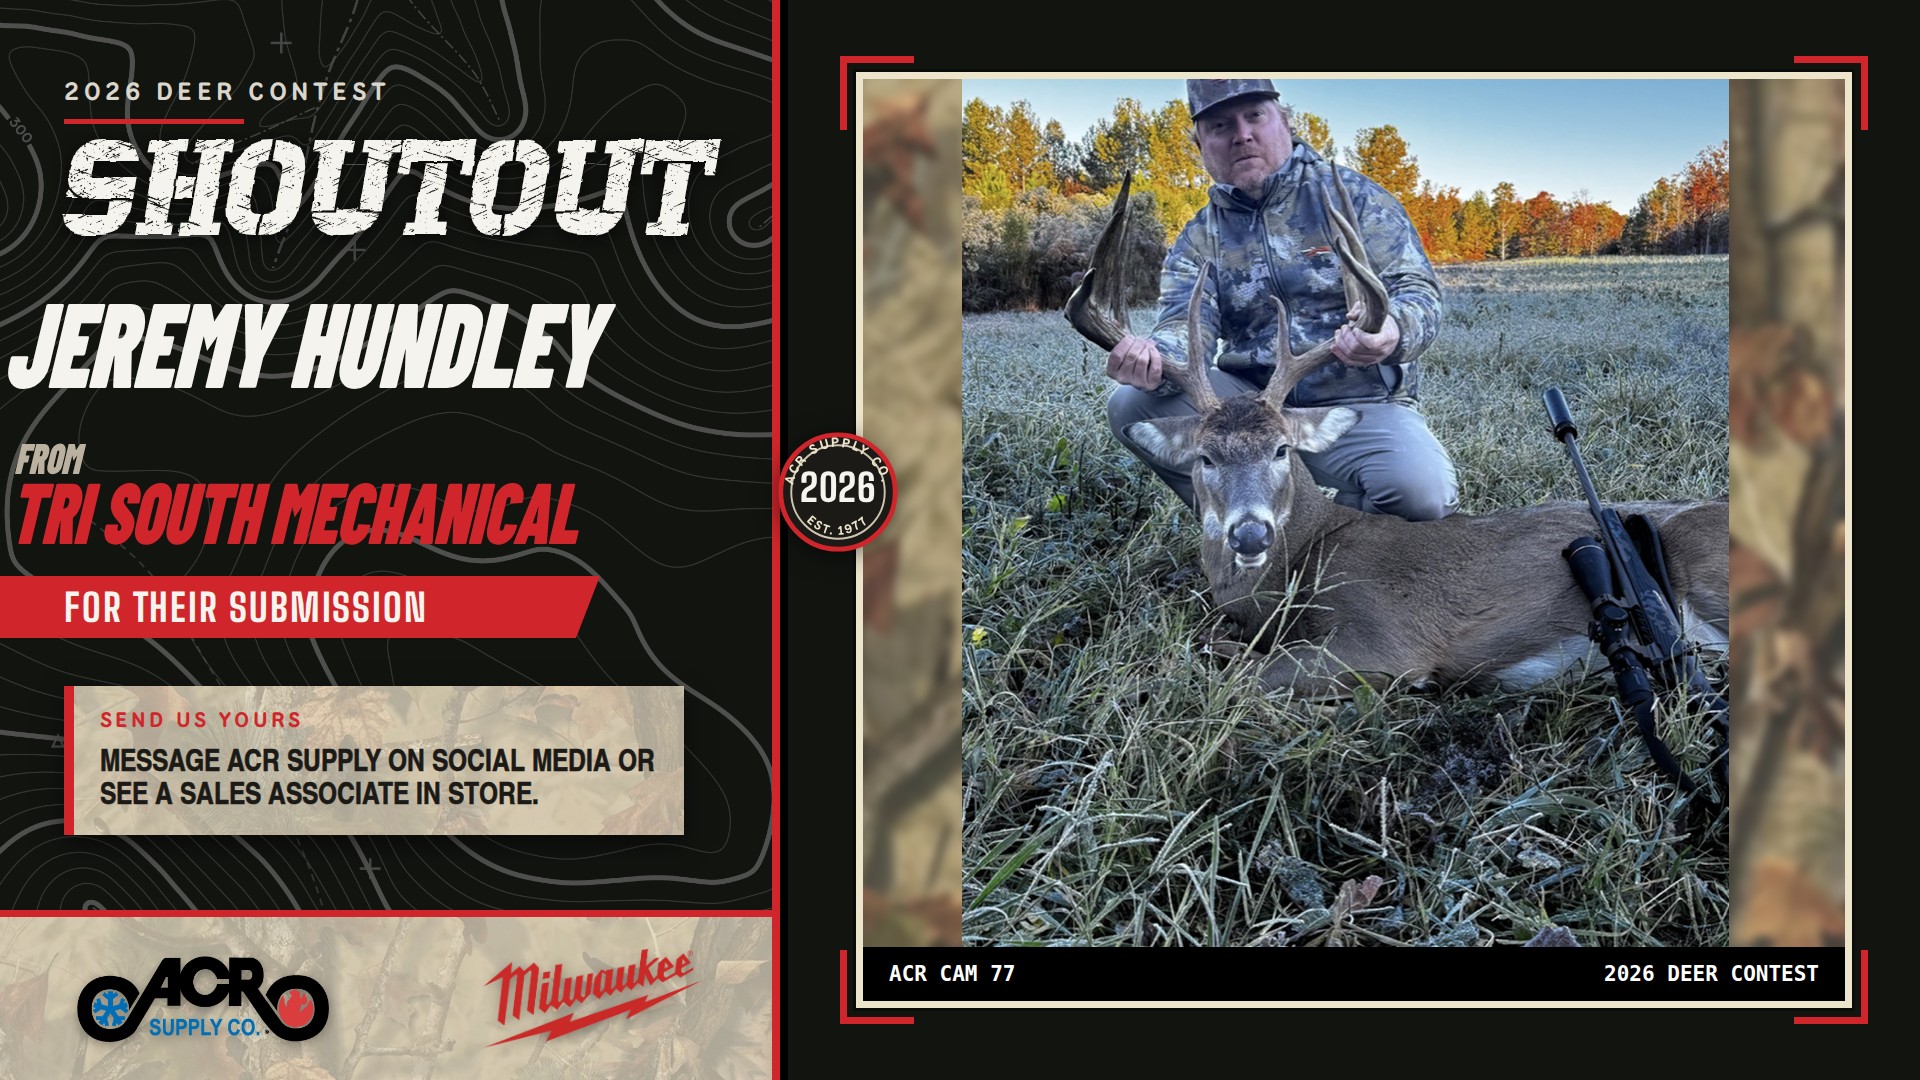 2026 DEER CONTEST
SHOUTOUT
JEREMY HUNDLEY
FROM
TRI SOUTH MECHANICAL
FOR THEIR SUBMISSION
SEND US YOURS
MESSAGE ACR SUPPLY ON SOCIAL MEDIA OR
SEE A SALES ASSOCIATE IN STORE.
ACR
SUPPLY CO.
Milwaukee
300
ACR SUPPLY CO.
2026
EST. 1977
ACR CAM 77
2026 DEER CONTEST